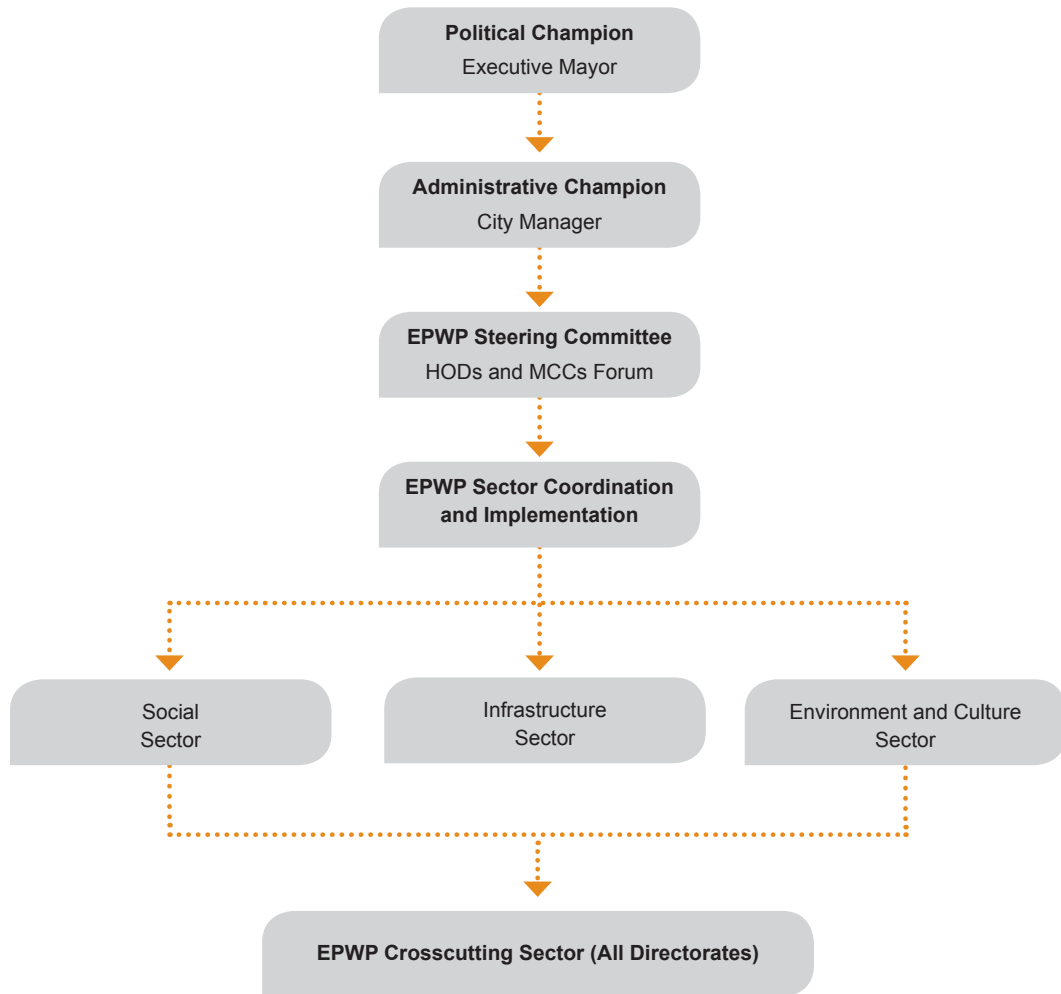 Political Champion
Executive Mayor
Administrative Champion
City Manager
EPWP Steering Committee
HODs and MCCs Forum
EPWP Sector Coordination
and Implementation
Social
Sector
Infrastructure
Sector
Environment and Culture
Sector
EPWP Crosscutting Sector (All Directorates)